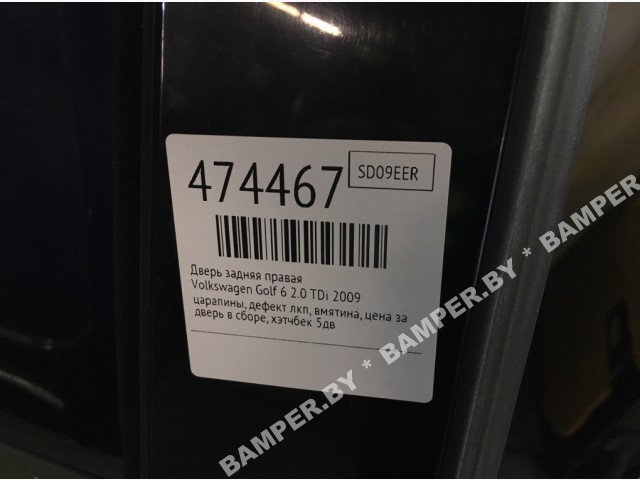 474467
SD09EER
Дверь задняя правая
Volkswagen Golf 6 2.0 TDi 2009
царапины, дефект лкп, вмятина, цена за
дверь в сборе, хэтчбек 5дв
BAMPER.BY * BAMPER.BY * BAMPER.BY